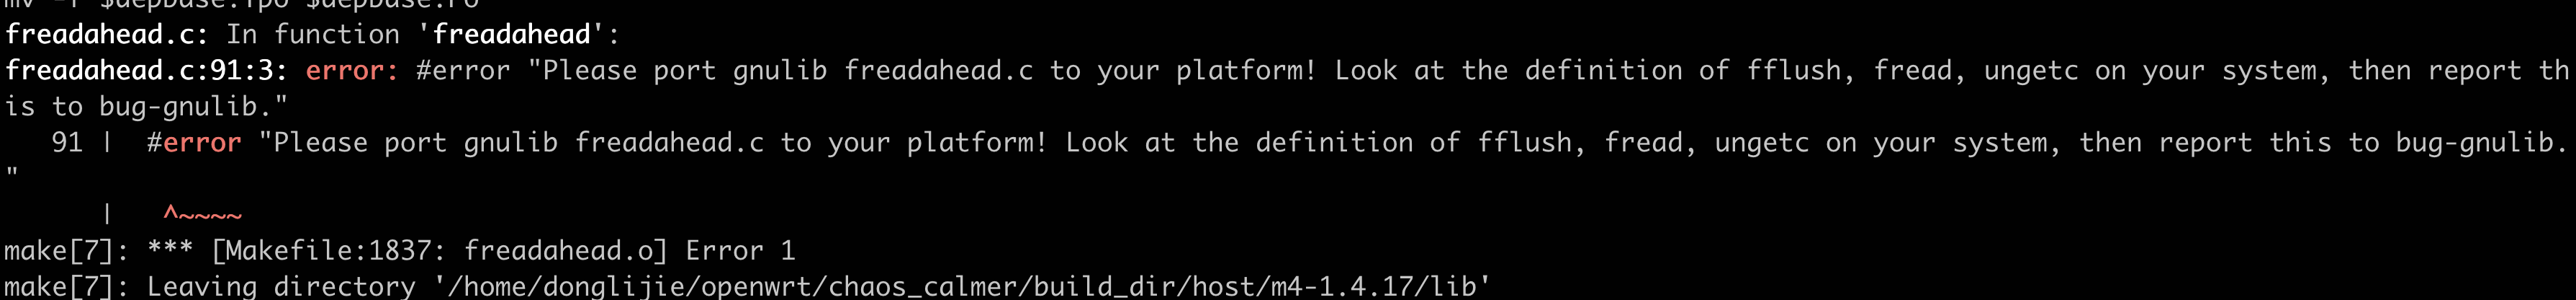 mv -f $depbase.Tpo $depbase.Po
freadahead.c: In function 'freadahead':
freadahead.c:91:3: error: #error "Please port gnulib freadahead.c to your platform! Look at the definition of fflush, fread, ungetc on your system, then report th
is to bug-gnulib."
   91 |  #error "Please port gnulib freadahead.c to your platform! Look at the definition of fflush, fread, ungetc on your system, then report this to bug-gnulib.
"
      |   ^~~~~
make[7]: *** [Makefile:1837: freadahead.o] Error 1
make[7]: Leaving directory '/home/donglijie/openwrt/chaos_calmer/build_dir/host/m4-1.4.17/lib'